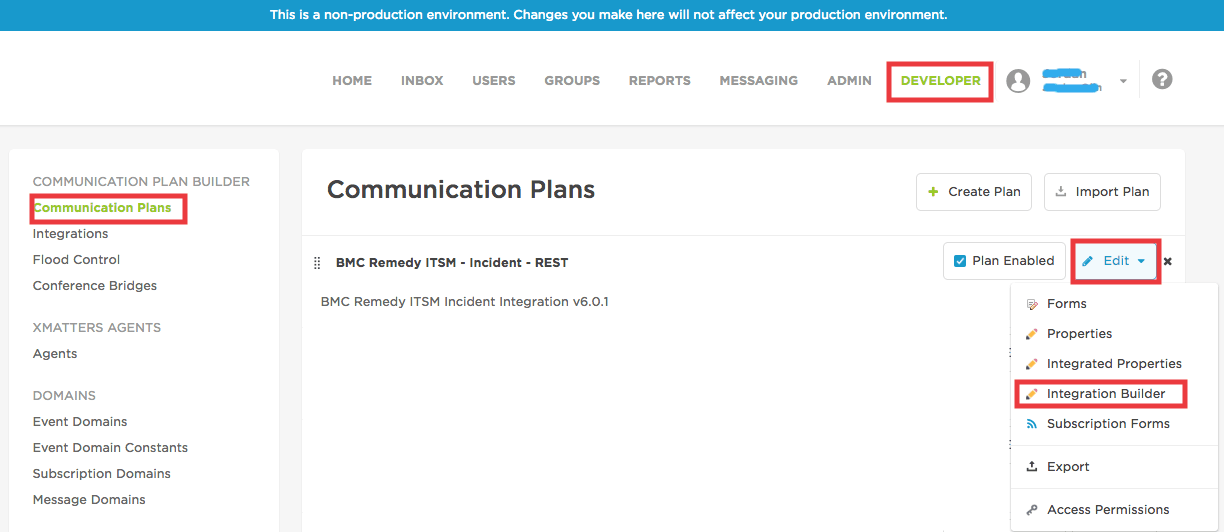 This is a non-production environment. Changes you make here will not affect your production environment.
HOME INBOX USERS GROUPS REPORTS MESSAGING ADMIN DEVELOPER ?
COMMUNICATION PLAN BUILDER
Communication Plans
Integrations
Flood Control
Conference Bridges
XMATTERS AGENTS
Agents
DOMAINS
Event Domains
Event Domain Constants
Subscription Domains
Message Domains
Communication Plans
Create Plan
Import Plan
BMC Remedy ITSM - Incident - REST
Plan Enabled
Edit
BMC Remedy ITSM Incident Integration v6.0.1
Forms
Properties
Integrated Properties
Integration Builder
Subscription Forms
Export
Access Permissions